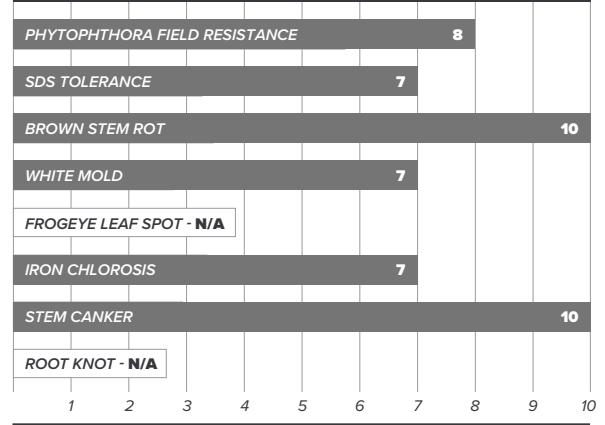 PHYTOPHTHORA FIELD RESISTANCE 8
SDS TOLERANCE 7
BROWN STEM ROT 10
WHITE MOLD 7
FROGEYE LEAF SPOT - N/A
IRON CHLOROSIS 7
STEM CANKER 10
ROOT KNOT - N/A
1 2 3 4 5 6 7 8 9 10